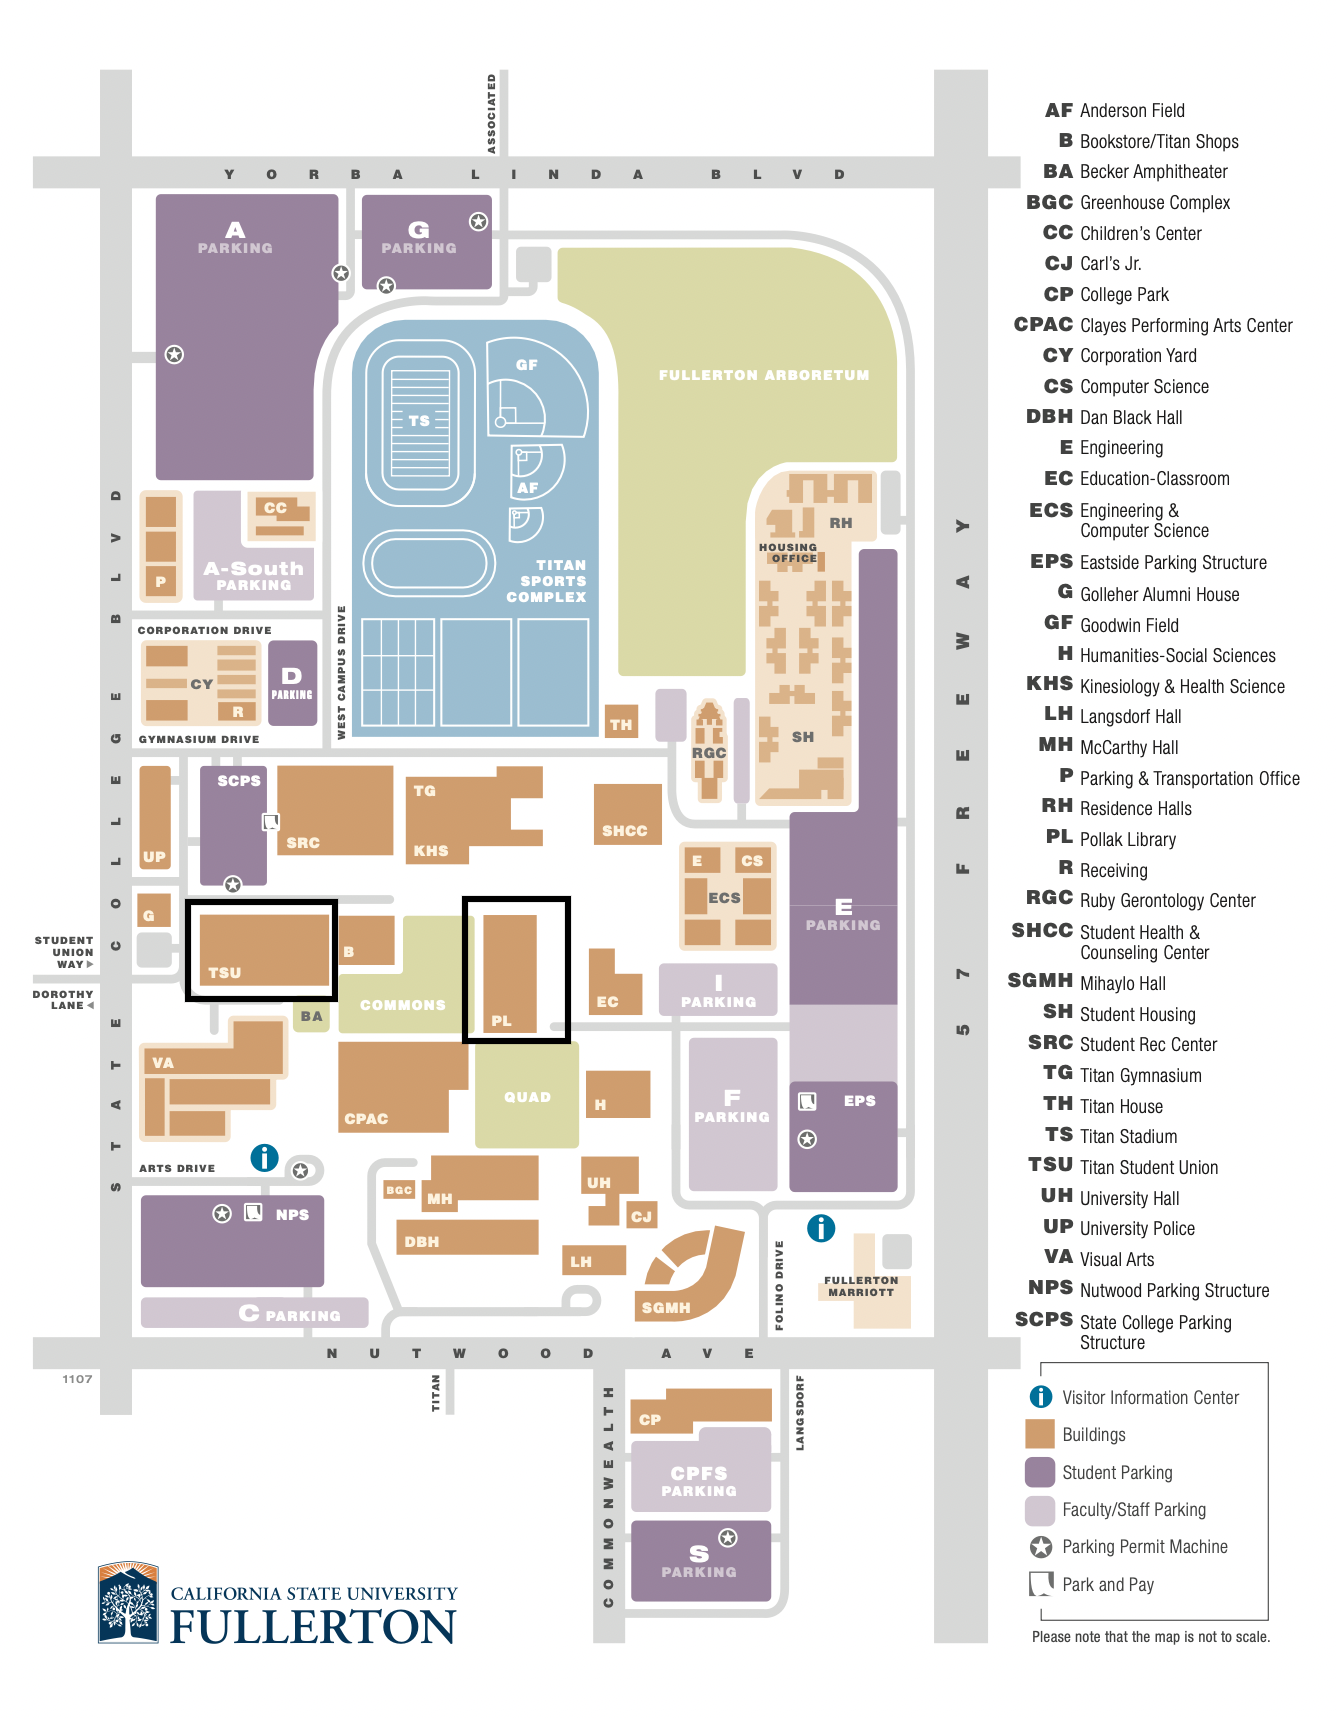 ASSOCIATED
YORBA LINDA BLVD
A
PARKING
G
PARKING
FULLERTON ARBORETUM
GF
TS
AF
TITAN
SPORTS
COMPLEX
CC
P
A-South
PARKING
RH
HOUSING
OFFICE
STATE COLLEGE BLVD
57 FREEWAY
WEST CAMPUS DRIVE
CORPORATION DRIVE
CY
R
D
PARKING
GYMNASIUM DRIVE
TH
RGC
SH
UP
SCPS
SRC
TG
KHS
SHCC
E
CS
ECS
E
PARKING
G
STUDENT
UNION
WAY
DOROTHY
LANE
TSU
B
COMMONS
BA
PL
EC
I
PARKING
VA
CPAC
QUAD
H
F
PARKING
EPS
ARTS DRIVE
i
NPS
BGC
MH
DBH
UH
CJ
LH
SGMH
i
FOLINO DRIVE
FULLERTON
MARRIOTT
C PARKING
NUTWOOD AVE
1107
TITAN
COMMONWEALTH
LANGSDORF
CP
CPFS
PARKING
S
PARKING
CALIFORNIA STATE UNIVERSITY
FULLERTON
AF Anderson Field
B Bookstore/Titan Shops
BA Becker Amphitheater
BGC Greenhouse Complex
CC Children's Center
CJ Carl's Jr.
CP College Park
CPAC Clayes Performing Arts Center
CY Corporation Yard
CS Computer Science
DBH Dan Black Hall
E Engineering
EC Education-Classroom
ECS Engineering &
Computer Science
EPS Eastside Parking Structure
G Golleher Alumni House
GF Goodwin Field
H Humanities-Social Sciences
KHS Kinesiology & Health Science
LH Langsdorf Hall
MH McCarthy Hall
P Parking & Transportation Office
RH Residence Halls
PL Pollak Library
R Receiving
RGC Ruby Gerontology Center
SHCC Student Health &
Counseling Center
SGMH Mihaylo Hall
SH Student Housing
SRC Student Rec Center
TG Titan Gymnasium
TH Titan House
TS Titan Stadium
TSU Titan Student Union
UH University Hall
UP University Police
VA Visual Arts
NPS Nutwood Parking Structure
SCPS State College Parking
Structure
i Visitor Information Center
Buildings
Student Parking
Faculty/Staff Parking
Parking Permit Machine
Park and Pay
Please note that the map is not to scale.